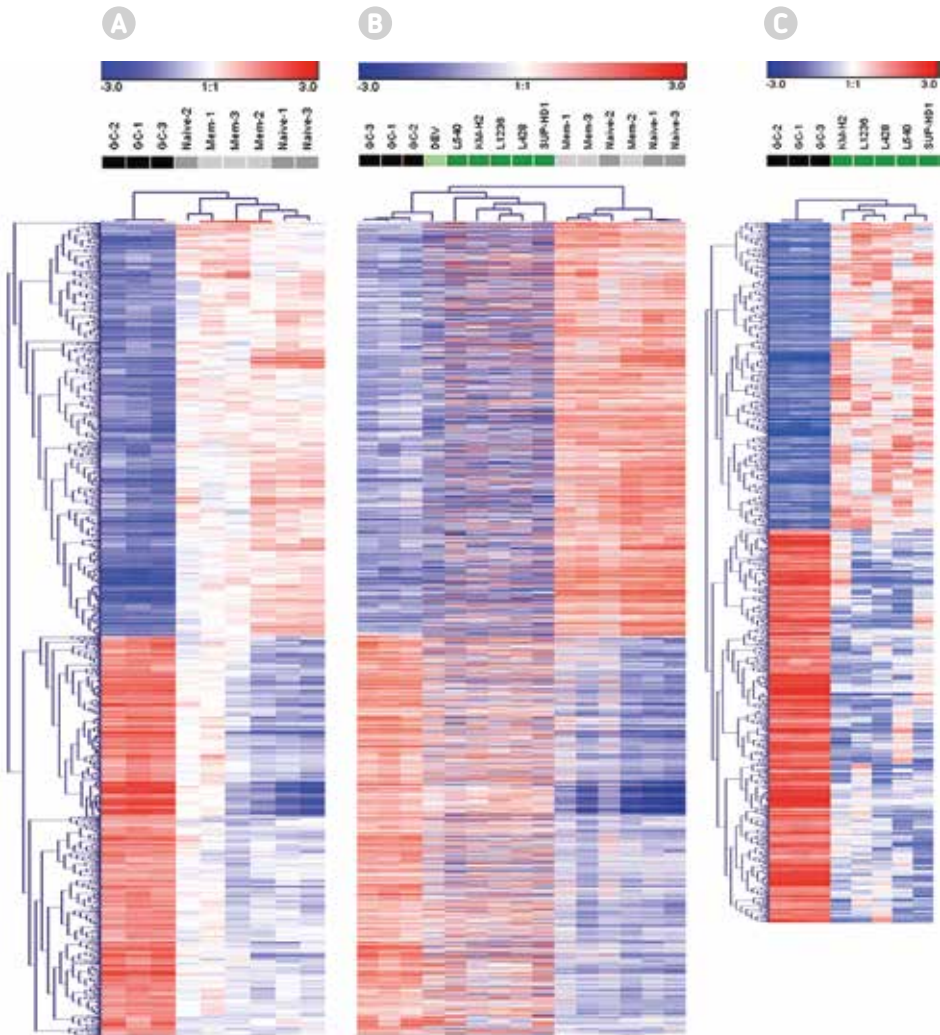 A
B
C
-3.0 1:1 3.0
-3.0 1:1 3.0
-3.0 1:1 3.0
GC-2
GC-1
GC-3
Naive-2
Mem-1
Mem-3
Mem-2
Naive-1
Naive-3
GC-3
GC-1
GC-2
DEV
L540
KM-H2
L1236
L428
SUP-HD1
Mem-1
Mem-3
Naive-2
Mem-2
Naive-1
Naive-3
GC-2
GC-1
GC-3
KM-H2
L1236
L428
L540
SUP-HD1